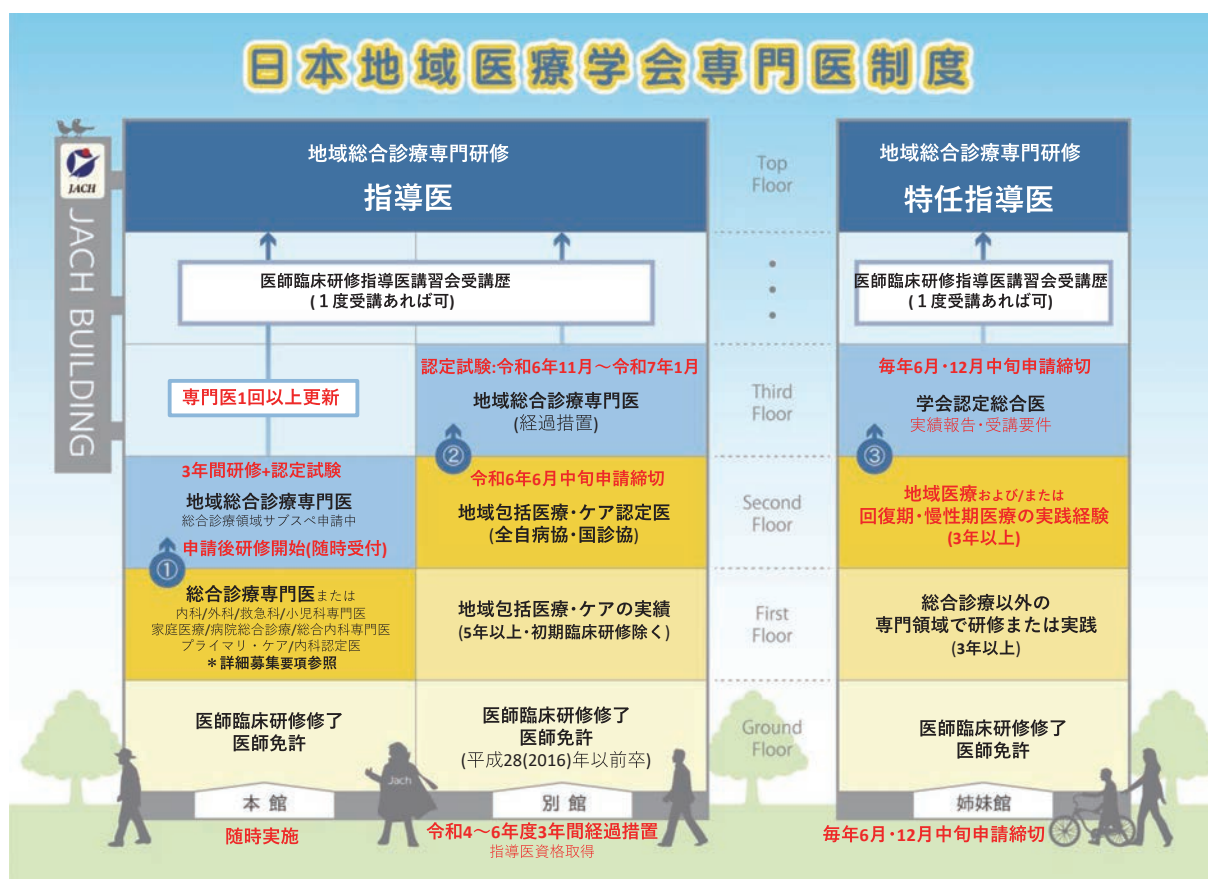 日本地域医療学会専門医制度
JACH
JACH BUILDING
地域総合診療専門研修
指導医
医師臨床研修指導医講習会受講歴
(１度受講あれば可)
専門医1回以上更新
3年間研修+認定試験
地域総合診療専門医
総合診療領域サブスペ申請中
申請後研修開始(随時受付)
①
総合診療専門医または
内科/外科/救急科/小児科専門医
家庭医療/病院総合診療/総合内科専門医
プライマリ・ケア/内科認定医
＊詳細募集要項参照
医師臨床研修修了
医師免許
本館
随時実施
認定試験:令和6年11月～令和7年1月
地域総合診療専門医
(経過措置)
②
令和6年6月中旬申請締切
地域包括医療・ケア認定医
(全自病協・国診協)
地域包括医療・ケアの実績
(5年以上・初期臨床研修除く)
医師臨床研修修了
医師免許
(平成28(2016)年以前卒)
Jach
別館
令和4～6年度3年間経過措置
指導医資格取得
Top
Floor
Third
Floor
Second
Floor
First
Floor
Ground
Floor
地域総合診療専門研修
特任指導医
医師臨床研修指導医講習会受講歴
(１度受講あれば可)
毎年6月・12月中旬申請締切
学会認定総合医
実績報告・受講要件
③
地域医療および/または
回復期・慢性期医療の実践経験
(3年以上)
総合診療以外の
専門領域で研修または実践
(3年以上)
医師臨床研修修了
医師免許
姉妹館
毎年6月・12月中旬申請締切